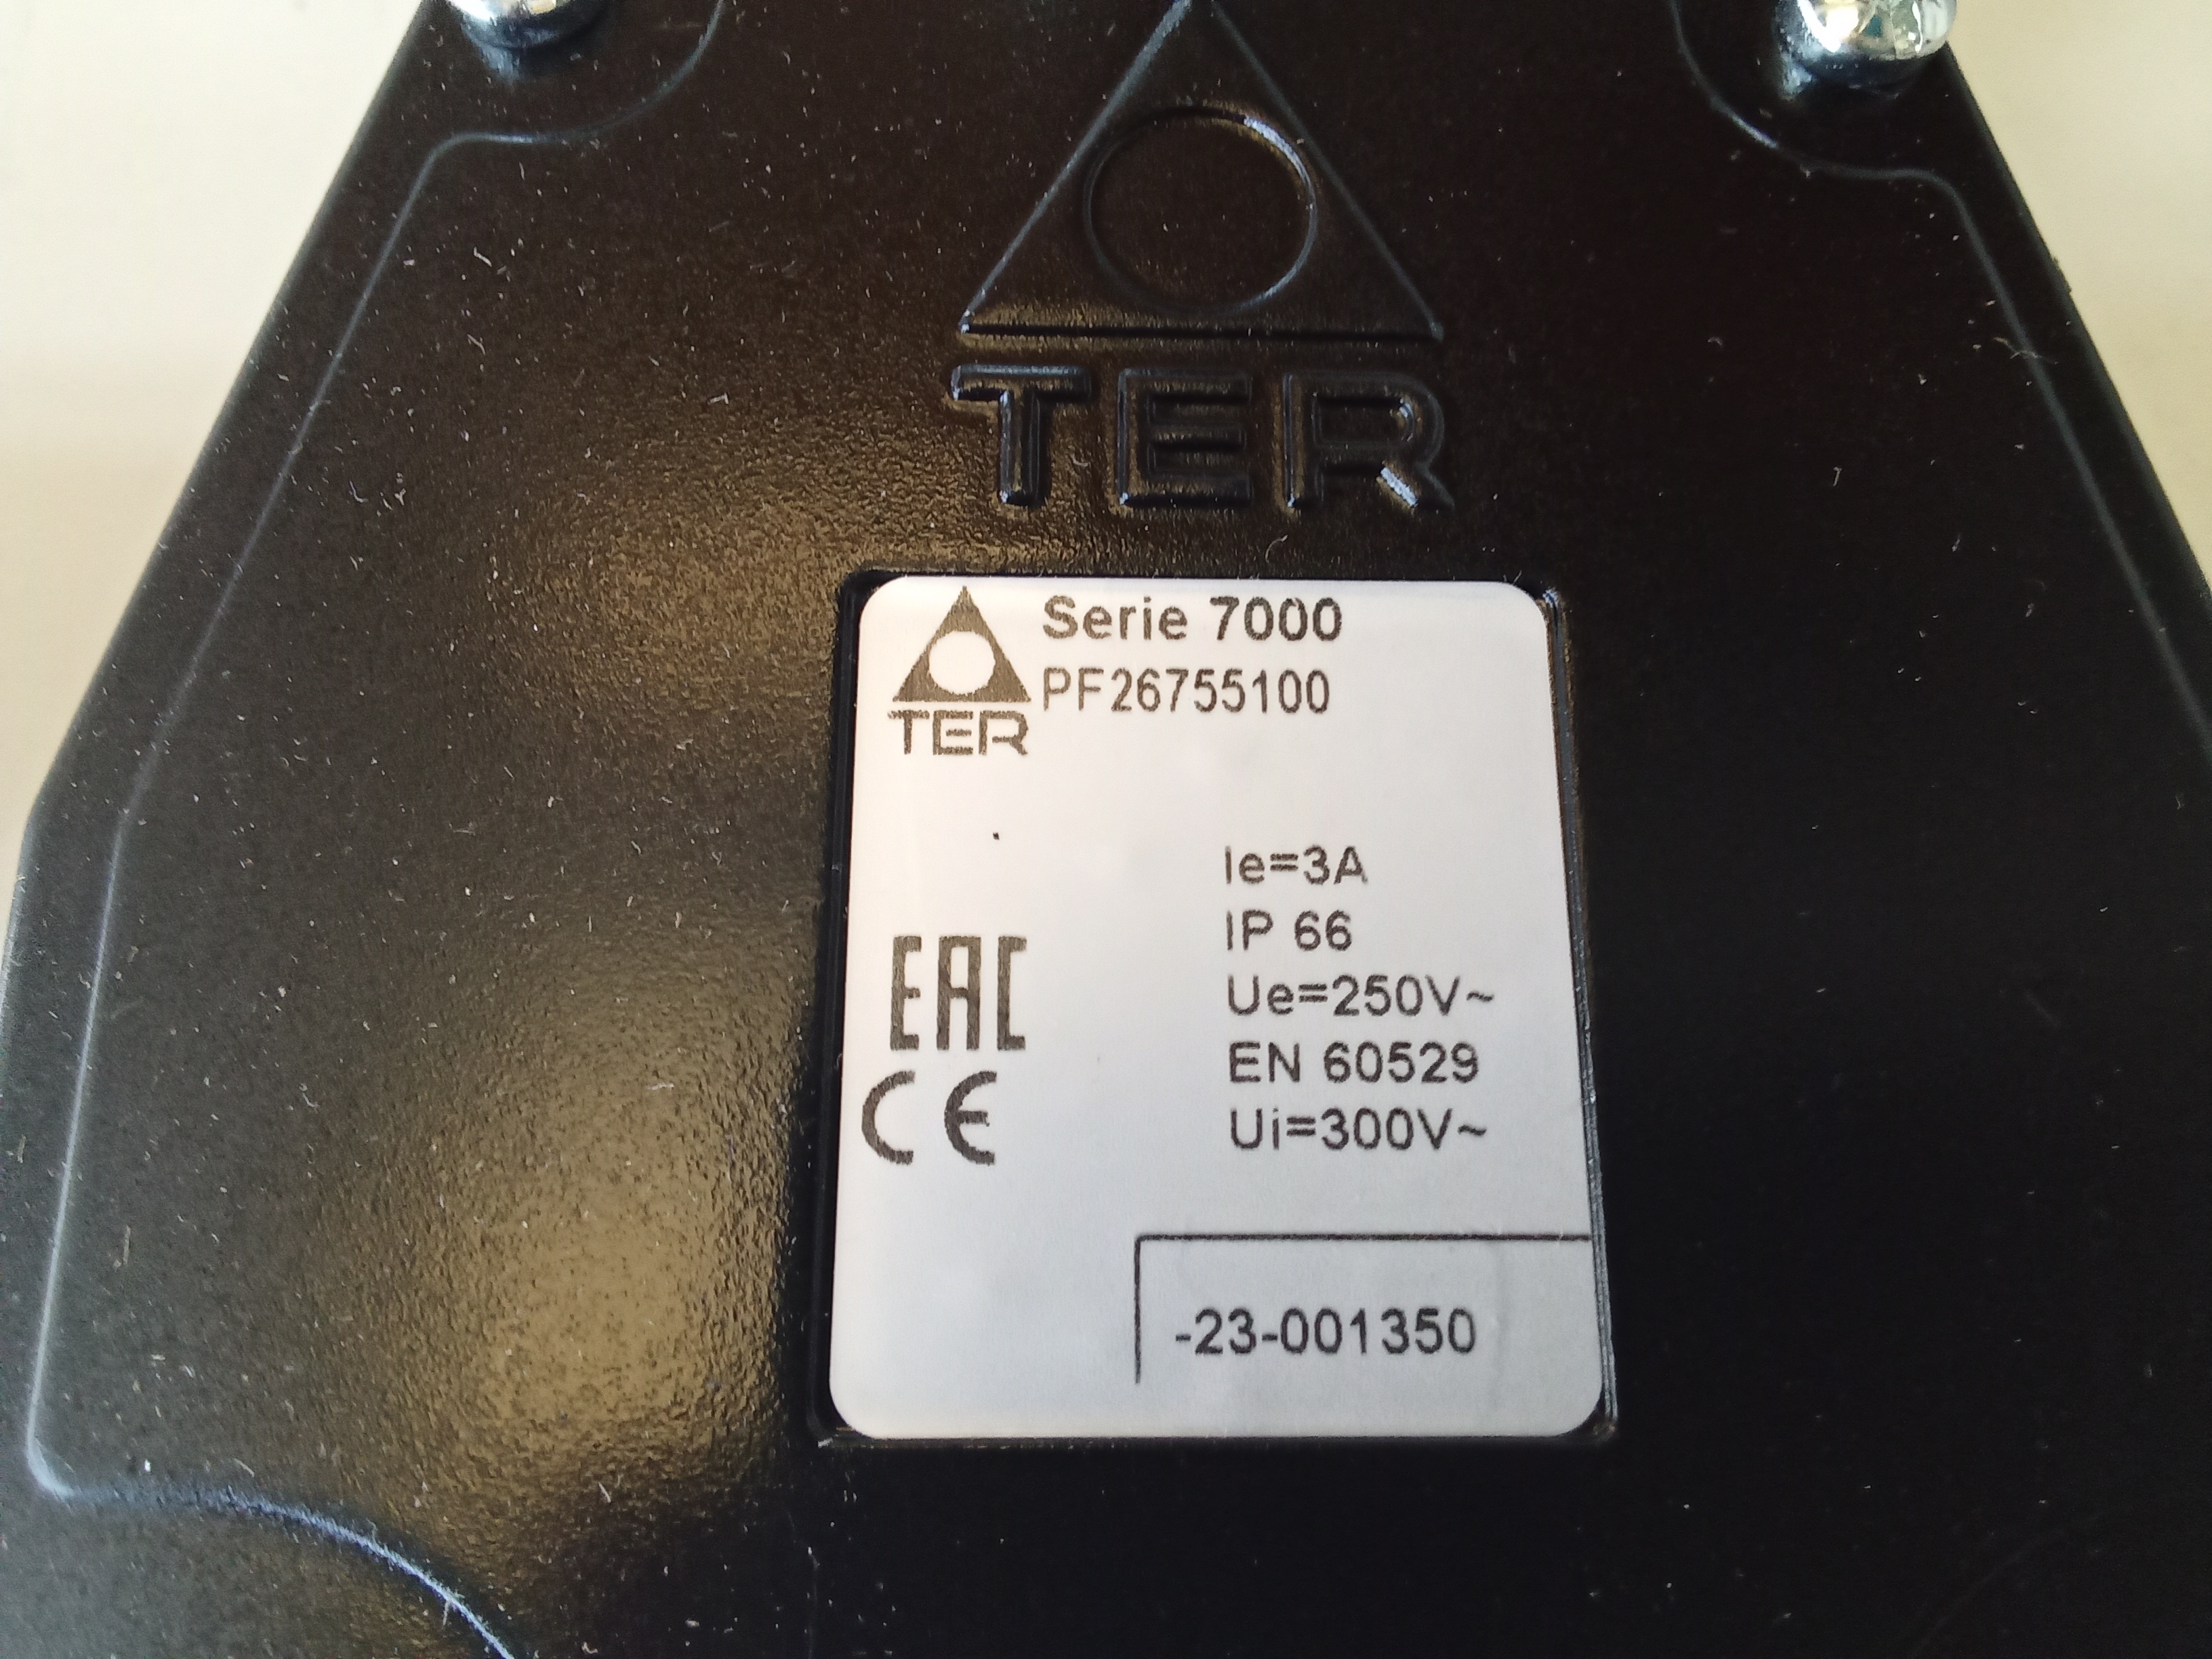 TER
Serie 7000
PF26755100
TER
Ie=3A
IP 66
EAC
Ue=250V~
EN 60529
CE
Ui=300V~
-23-001350